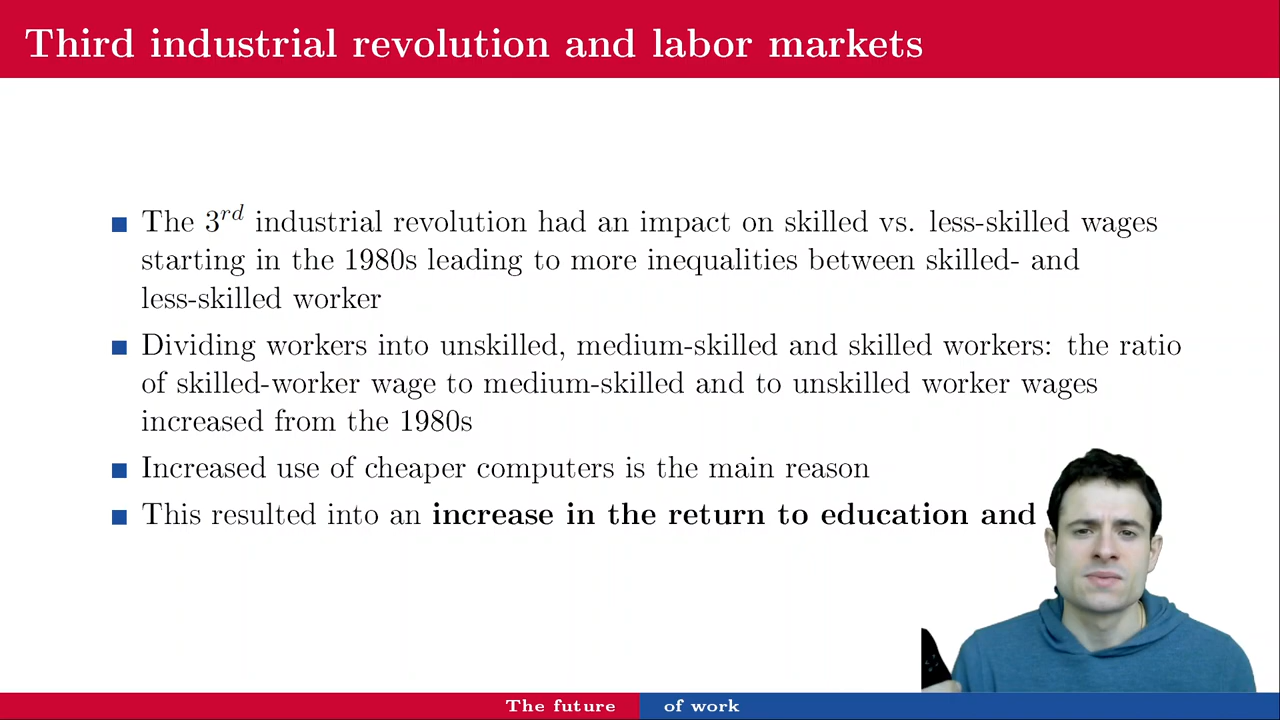 Third industrial revolution and labor markets
The 3rd industrial revolution had an impact on skilled vs. less-skilled wages
starting in the 1980s leading to more inequalities between skilled- and
less-skilled worker
Dividing workers into unskilled, medium-skilled and skilled workers: the ratio
of skilled-worker wage to medium-skilled and to unskilled worker wages
increased from the 1980s
Increased use of cheaper computers is the main reason
This resulted into an increase in the return to education and
The future of work